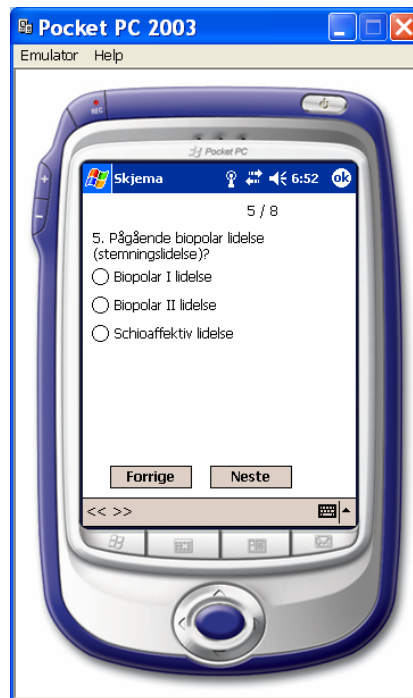 Pocket PC 2003
Emulator Help
REC
Pocket PC
Skjema 6:52 ok
5 / 8
5. Pågående biopolar lidelse
(stemningslidelse)?
Biopolar I lidelse
Biopolar II lidelse
Schioaffektiv lidelse
Forrige Neste
<< >>